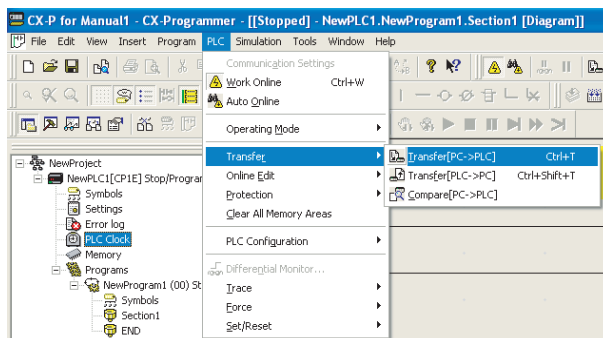 CX-P for Manual1 - CX-Programmer - [[Stopped] - NewPLC1.NewProgram1.Section1 [Diagram]]
File Edit View Insert Program PLC Simulation Tools Window Help
Communication Settings
Work Online Ctrl+W
Auto Online
Operating Mode
Transfer
Online Edit
Protection
Clear All Memory Areas
PLC Configuration
Differential Monitor...
Trace
Force
Set/Reset
Transfer[PC->PLC] Ctrl+T
Transfer[PLC->PC] Ctrl+Shift+T
Compare[PC->PLC]
NewProject
NewPLC1[CP1E] Stop/Prograr
Symbols
Settings
Error log
PLC Clock
Memory
Programs
NewProgram1 (00) St
Symbols
Section1
END